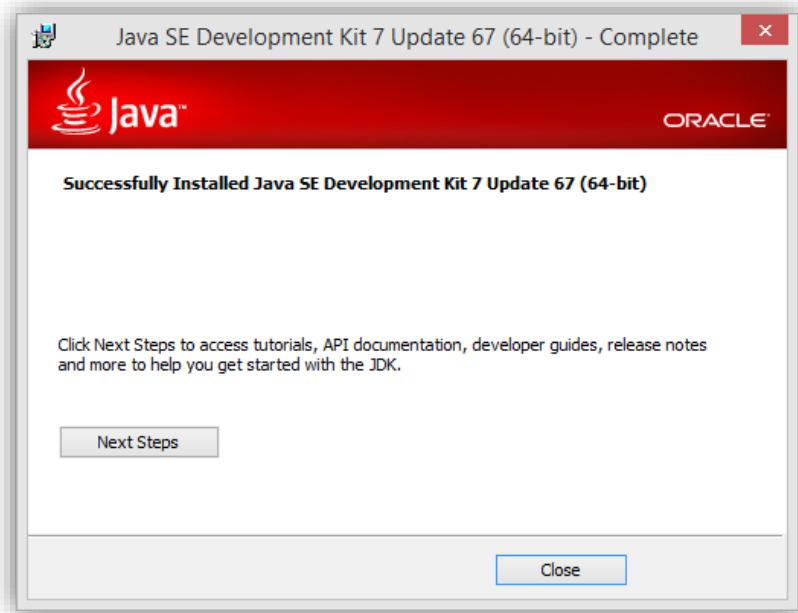 Java SE Development Kit 7 Update 67 (64-bit) - Complete
Java™
ORACLE®
Successfully Installed Java SE Development Kit 7 Update 67 (64-bit)
Click Next Steps to access tutorials, API documentation, developer guides, release notes
and more to help you get started with the JDK.
Next Steps
Close